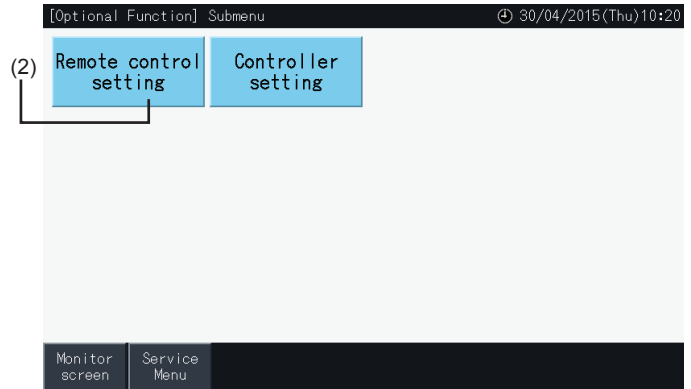 [Optional Function] Submenu 30/04/2015(Thu)10:20
(2)
Remote control
setting
Controller
setting
Monitor
screen
Service
Menu